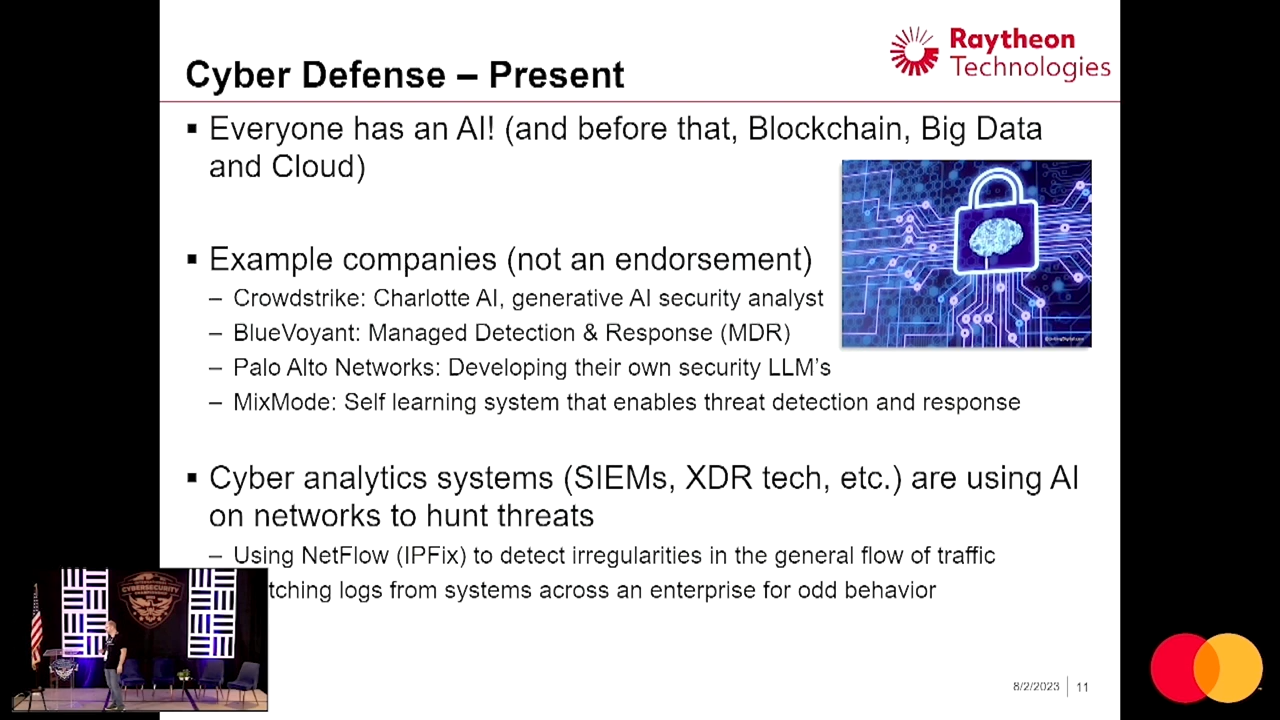 Raytheon
Technologies
Cyber Defense – Present
▪ Everyone has an AI! (and before that, Blockchain, Big Data
and Cloud)
▪ Example companies (not an endorsement)
– Crowdstrike: Charlotte AI, generative AI security analyst
– BlueVoyant: Managed Detection & Response (MDR)
– Palo Alto Networks: Developing their own security LLM's
– MixMode: Self learning system that enables threat detection and response
▪ Cyber analytics systems (SIEMs, XDR tech, etc.) are using AI
on networks to hunt threats
– Using NetFlow (IPFix) to detect irregularities in the general flow of traffic
tching logs from systems across an enterprise for odd behavior
CYBERSECURITY
8/2/2023
11